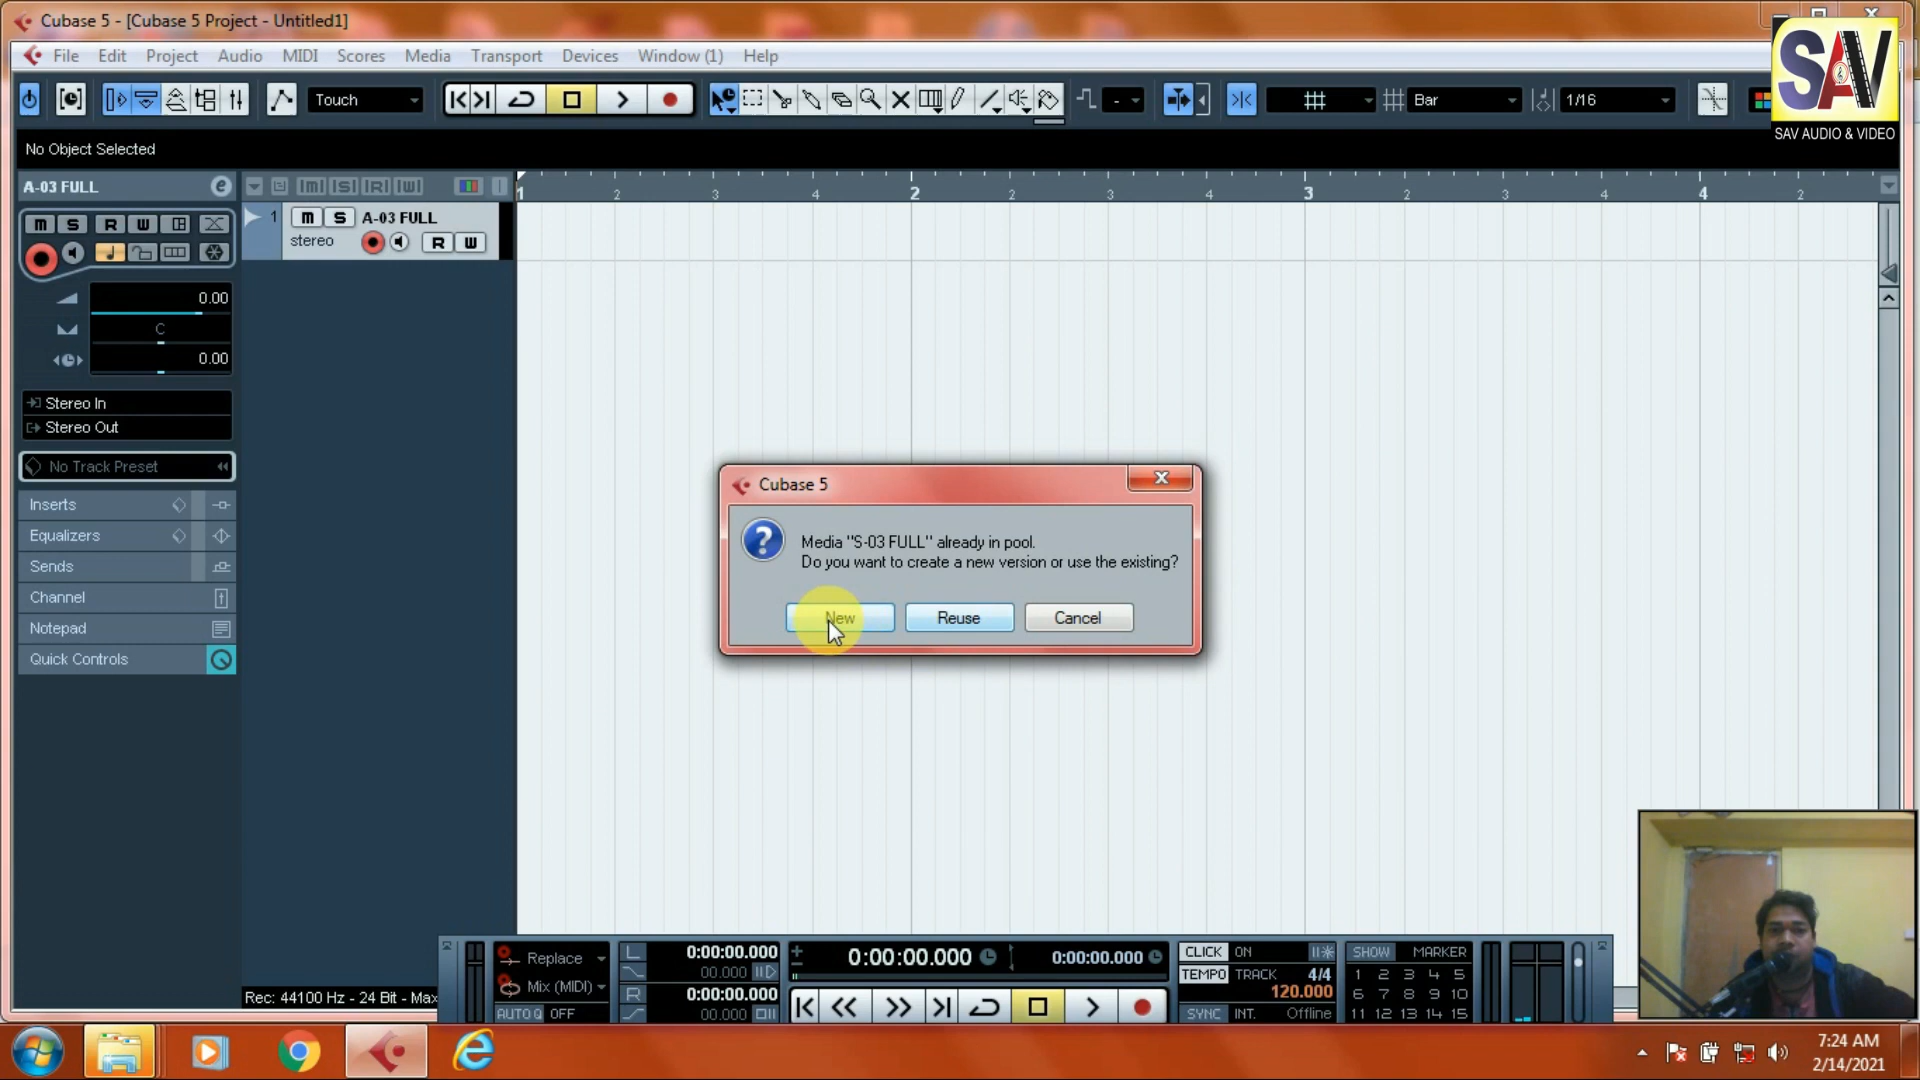 Cubase 5 - [Cubase 5 Project - Untitled1]
File Edit Project Audio MIDI Scores Media Transport Devices Window (1) Help
Touch
- Bar 1/16
SAV
SAV AUDIO & VIDEO
No Object Selected
A-03 FULL e
[M] [S] [R] [W]
1 2 3 4 2 2 3 4 3 2 3 4 4 2
M S R W
1 M S A-03 FULL
stereo R W
0.00
C
0.00
Stereo In
Stereo Out
No Track Preset
Inserts
Equalizers
Sends
Channel
Notepad
Quick Controls
Cubase 5
Media "S-03 FULL" already in pool.
Do you want to create a new version or use the existing?
New Reuse Cancel
Rec: 44100 Hz - 24 Bit - Max
Replace
Mix (MIDI)
AUTO Q OFF
L 0:00:00.000
00.000
R 0:00:00.000
00.000
0:00:00.000 0:00:00.000
CLICK ON
TEMPO TRACK 4/4
120.000
SYNC INT. Offline
SHOW MARKER
1 2 3 4 5
6 7 8 9 10
11 12 13 14 15
7:24 AM
2/14/2021